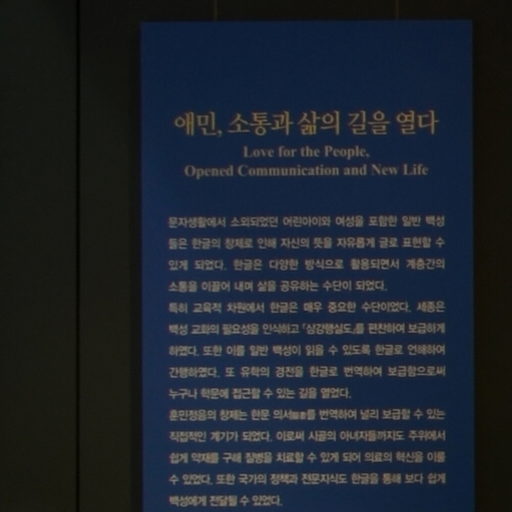 애민, 소통과 삶의 길을 열다
Love for the People,
Opened Communication and New Life
문자생활에서 소외되었던 어린아이와 여성을 포함한 일반 백성
들은 한글의 창제로 인해 자신의 뜻을 자유롭게 글로 표현할 수
있게 되었다. 한글은 다양한 방식으로 활용되면서 계층간의
소통을 이끌어 내며 삶을 공유하는 수단이 되었다.
특히 교육적 차원에서 한글은 매우 중요한 수단이었다. 세종은
백성 교화의 필요성을 인식하고 『삼강행실도』를 편찬하여 보급하게
하였다. 또한 이를 일반 백성이 읽을 수 있도록 한글로 언해하여
간행하였다. 또 유학의 경전을 한글로 번역하여 보급함으로써
누구나 학문에 접근할 수 있는 길을 열었다.
훈민정음의 창제는 한문 의서를 번역하여 널리 보급할 수 있는
직접적인 계기가 되었다. 이로써 시골의 아녀자들까지도 주위에서
쉽게 약재를 구해 질병을 치료할 수 있게 되어 의료의 혁신을 이룰
수 있었다. 또한 국가의 정책과 전문지식도 한글을 통해 보다 쉽게
백성에게 전달될 수 있었다.